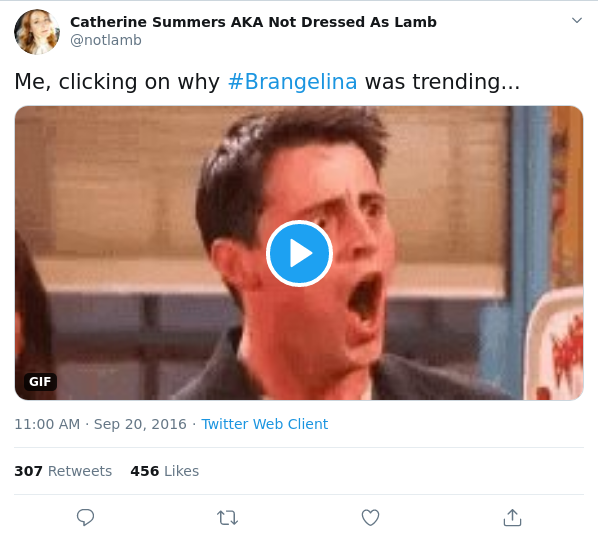 Catherine Summers AKA Not Dressed As Lamb
@notlamb
Me, clicking on why #Brangelina was trending...
GIF
11:00 AM · Sep 20, 2016 · Twitter Web Client
307 Retweets 456 Likes